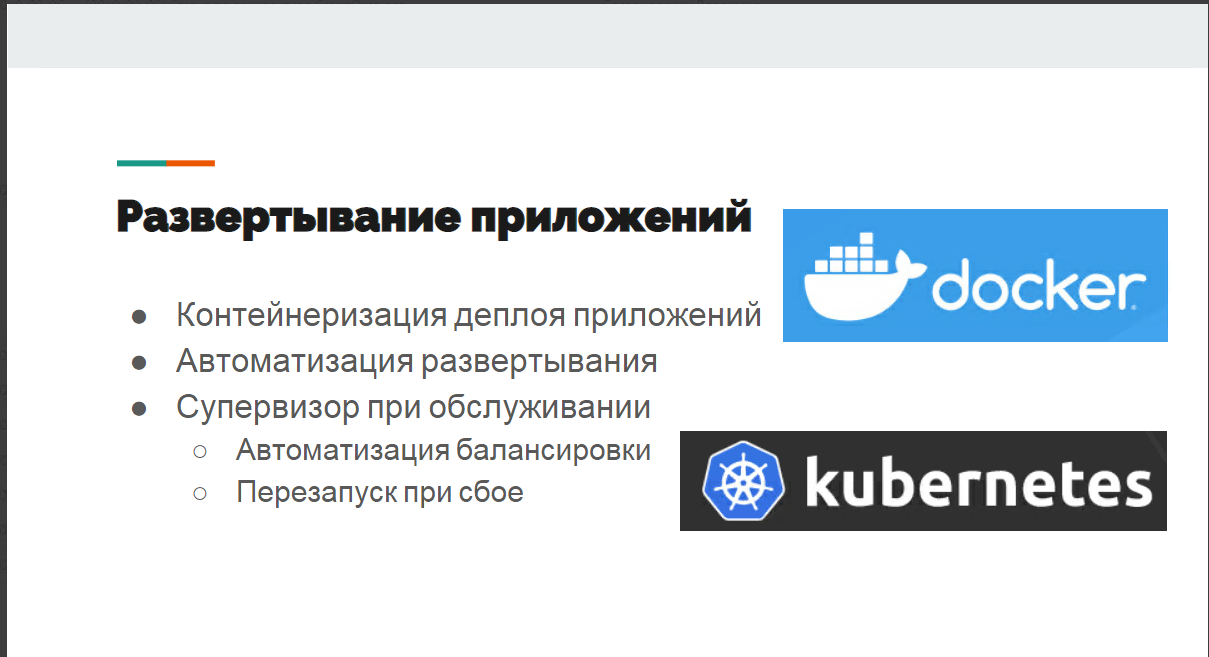 Развертывание приложений
● Контейнеризация деплоя приложений
● Автоматизация развертывания
● Супервизор при обслуживании
○ Автоматизация балансировки
○ Перезапуск при сбое
docker
kubernetes